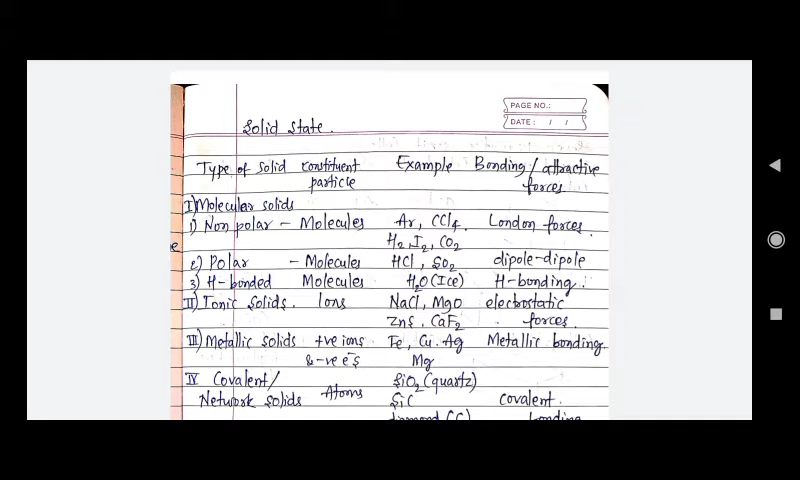 PAGE NO.:
DATE: / /
Solid State.
Type of solid constituent particle Example Bonding/attractive forces
I) Molecular solids
1) Non polar - Molecules Ar, CCl4 London forces.
H2, I2, CO2
2) Polar - Molecules HCl, SO2 dipole-dipole
3) H-bonded Molecules H2O (Ice) H-bonding.
II) Ionic solids. Ions NaCl, MgO electrostatic
ZnS, CaF2 forces.
III) Metallic solids +ve ions Fe, Cu. Ag Metallic bonding.
& -ve e⁻s Mg
IV Covalent/ SiO2 (quartz)
Network solids Atoms SiC Covalent.
diamond (C) bonding